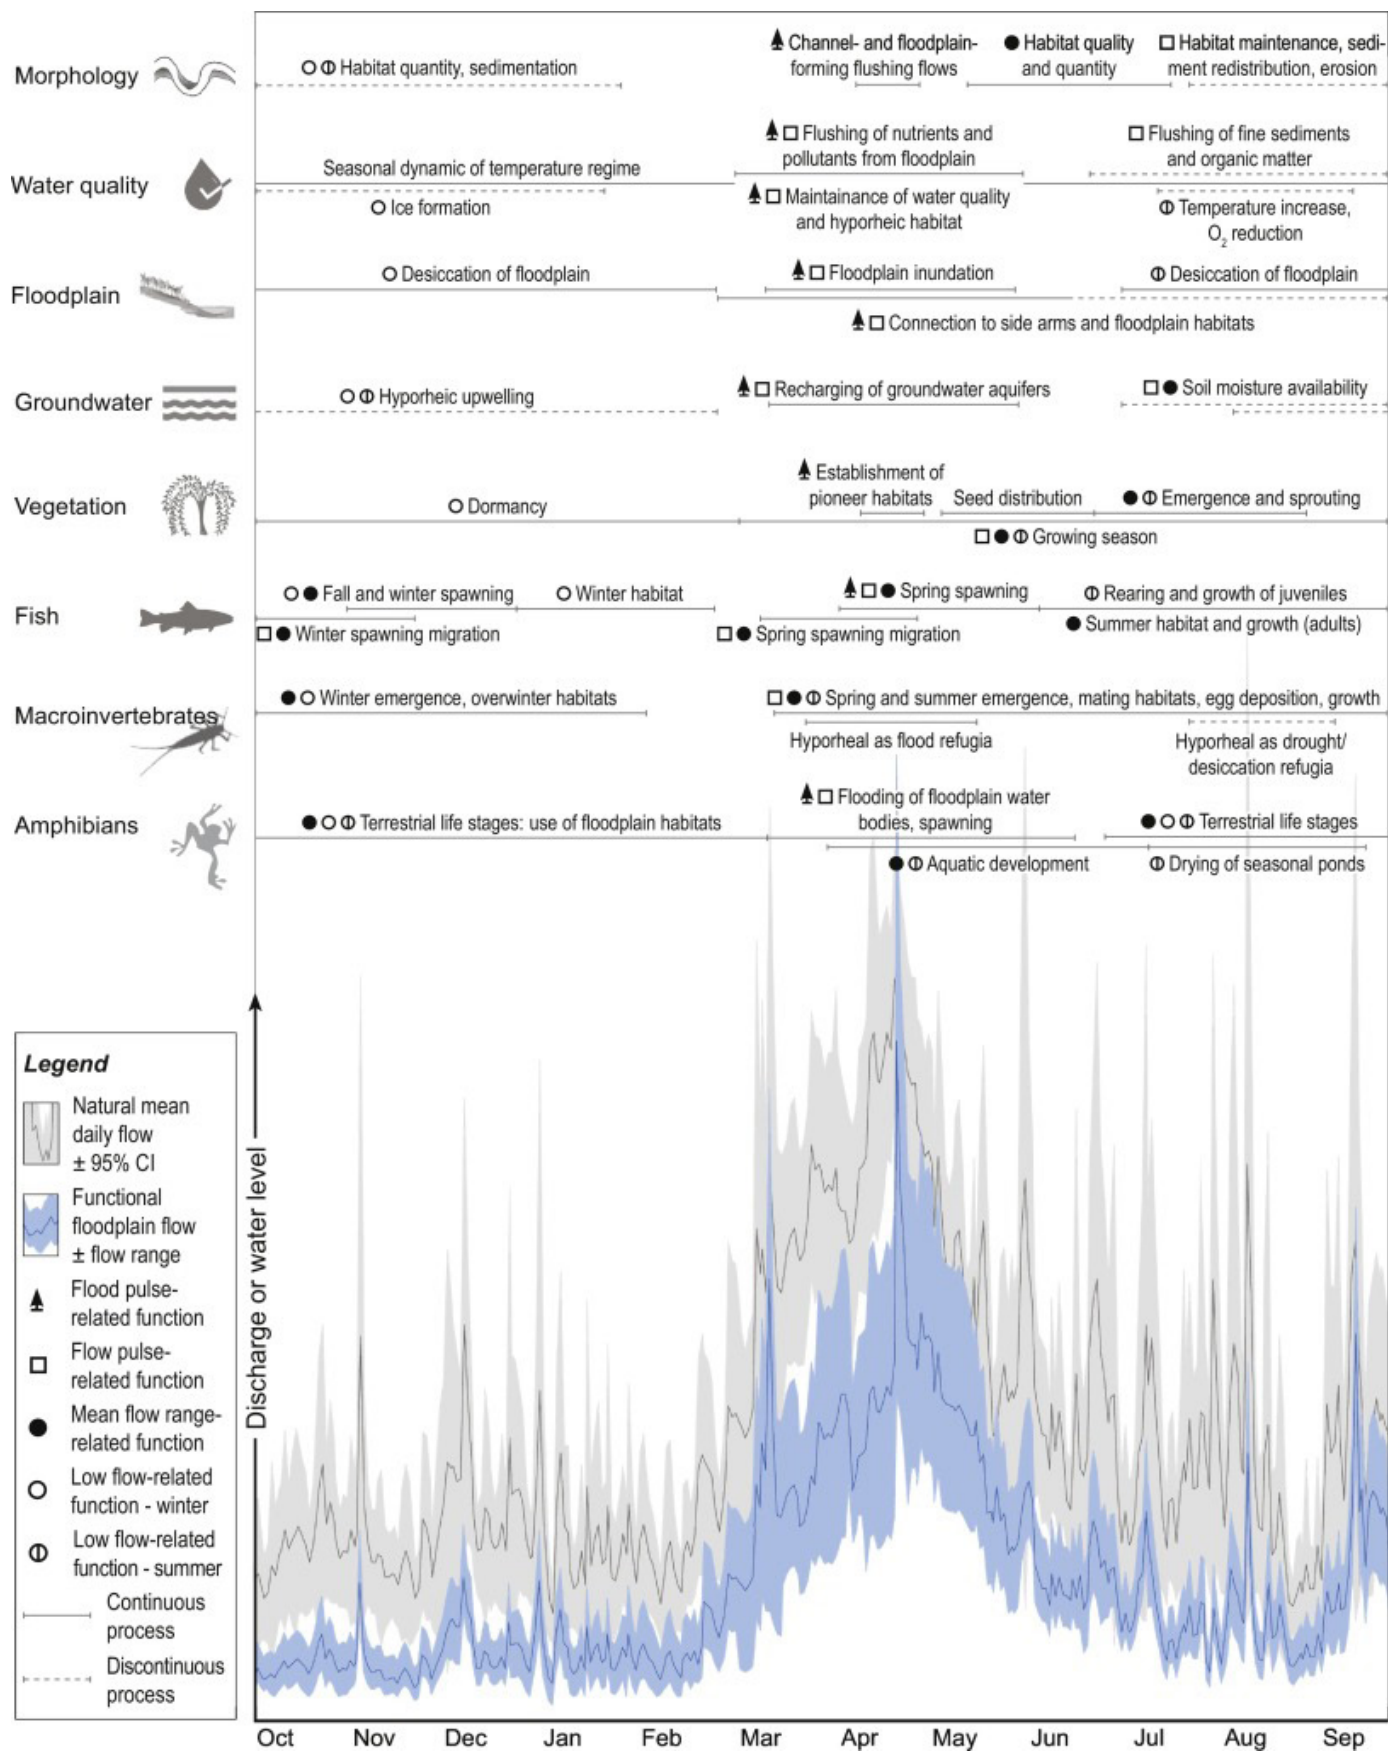 Morphology
○ ⦶ Habitat quantity, sedimentation
Channel- and floodplain-
forming flushing flows
● Habitat quality
and quantity
□ Habitat maintenance, sedi-
ment redistribution, erosion
Water quality
Seasonal dynamic of temperature regime
○ Ice formation
□ Flushing of nutrients and
pollutants from floodplain
□ Maintainance of water quality
and hyporheic habitat
□ Flushing of fine sediments
and organic matter
⦶ Temperature increase,
O2 reduction
Floodplain
○ Desiccation of floodplain
□ Floodplain inundation
⦶ Desiccation of floodplain
□ Connection to side arms and floodplain habitats
Groundwater
○ ⦶ Hyporheic upwelling
□ Recharging of groundwater aquifers
□ ● Soil moisture availability
Vegetation
○ Dormancy
Establishment of
pioneer habitats
Seed distribution
● ⦶ Emergence and sprouting
□ ● ⦶ Growing season
Fish
○ ● Fall and winter spawning
○ Winter habitat
□ ● Spring spawning
⦶ Rearing and growth of juveniles
□ ● Winter spawning migration
□ ● Spring spawning migration
● Summer habitat and growth (adults)
Macroinvertebrates
● ○ Winter emergence, overwinter habitats
□ ● ⦶ Spring and summer emergence, mating habitats, egg deposition, growth
Hyporheal as flood refugia
Hyporheal as drought/
desiccation refugia
Amphibians
● ○ ⦶ Terrestrial life stages: use of floodplain habitats
□ Flooding of floodplain water
bodies, spawning
● ○ ⦶ Terrestrial life stages
● ⦶ Aquatic development
⦶ Drying of seasonal ponds
Legend
Natural mean
daily flow
± 95% CI
Functional
floodplain flow
± flow range
Flood pulse-
related function
Flow pulse-
related function
Mean flow range-
related function
Low flow-related
function - winter
Low flow-related
function - summer
Continuous
process
Discontinuous
process
Discharge or water level
Oct Nov Dec Jan Feb Mar Apr May Jun Jul Aug Sep